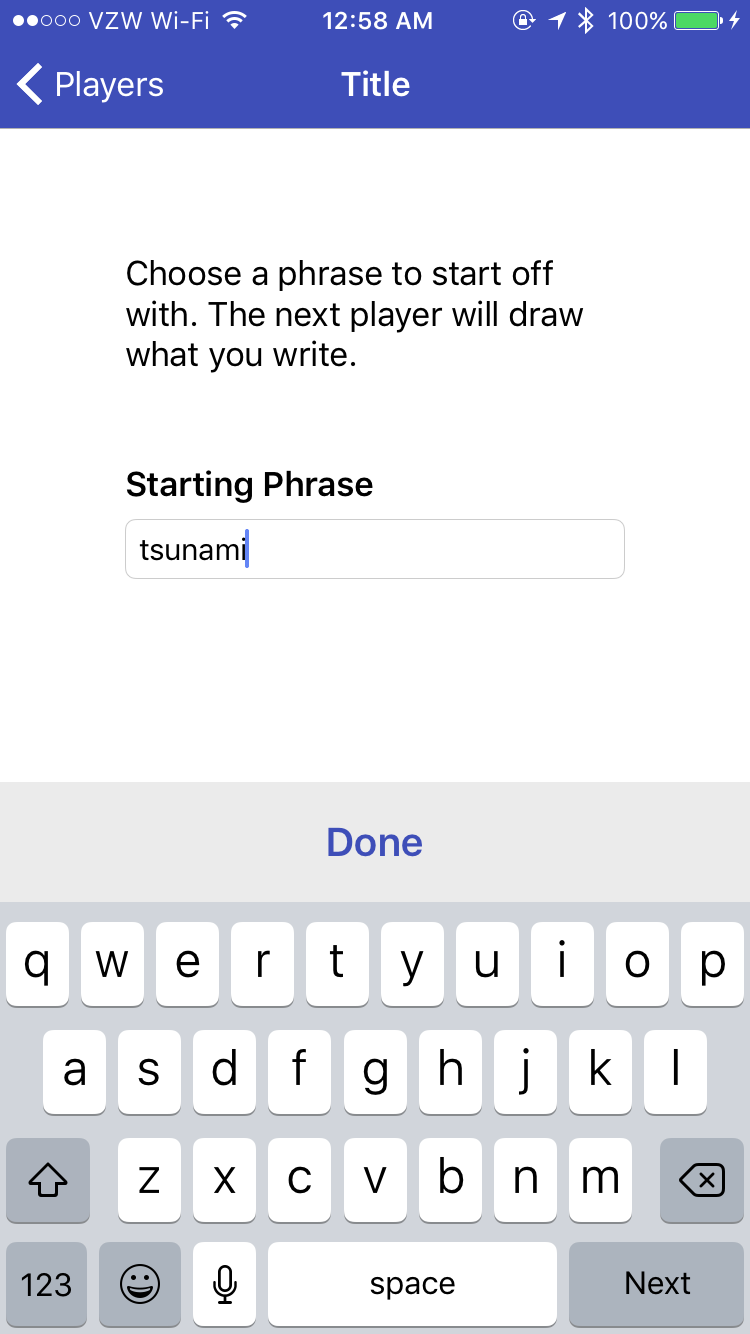 VZW Wi-Fi 12:58 AM 100%
Players Title
Choose a phrase to start off
with. The next player will draw
what you write.
Starting Phrase
tsunami
Done
q w e r t y u i o p
a s d f g h j k l
z x c v b n m
123 space Next